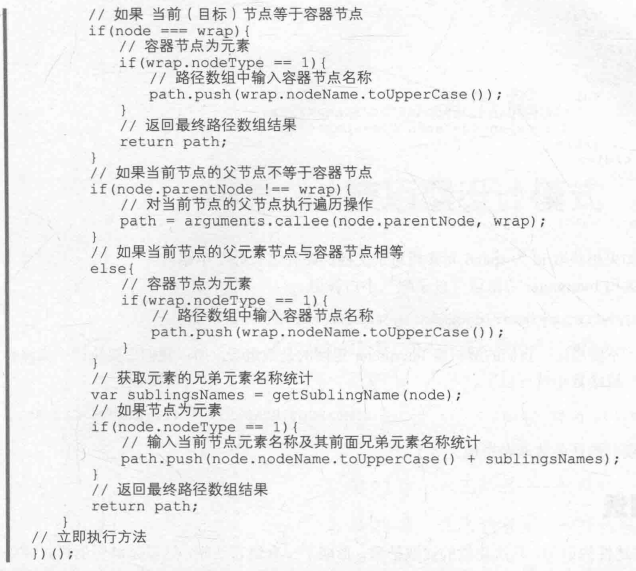 // 如果 当前（目标）节点等于容器节点
if(node === wrap){
// 容器节点为元素
if(wrap.nodeType == 1){
// 路径数组中输入容器节点名称
path.push(wrap.nodeName.toUpperCase());
}
// 返回最终路径数组结果
return path;
}
// 如果当前节点的父节点不等于容器节点
if(node.parentNode !== wrap){
// 对当前节点的父节点执行遍历操作
path = arguments.callee(node.parentNode, wrap);
}
// 如果当前节点的父元素节点与容器节点相等
else{
// 容器节点为元素
if(wrap.nodeType == 1){
// 路径数组中输入容器节点名称
path.push(wrap.nodeName.toUpperCase());
}
}
// 获取元素的兄弟元素名称统计
var sublingsNames = getSublingName(node);
// 如果节点为元素
if(node.nodeType == 1){
// 输入当前节点元素名称及其前面兄弟元素名称统计
path.push(node.nodeName.toUpperCase() + sublingsNames);
}
// 返回最终路径数组结果
return path;
}
// 立即执行方法
})();